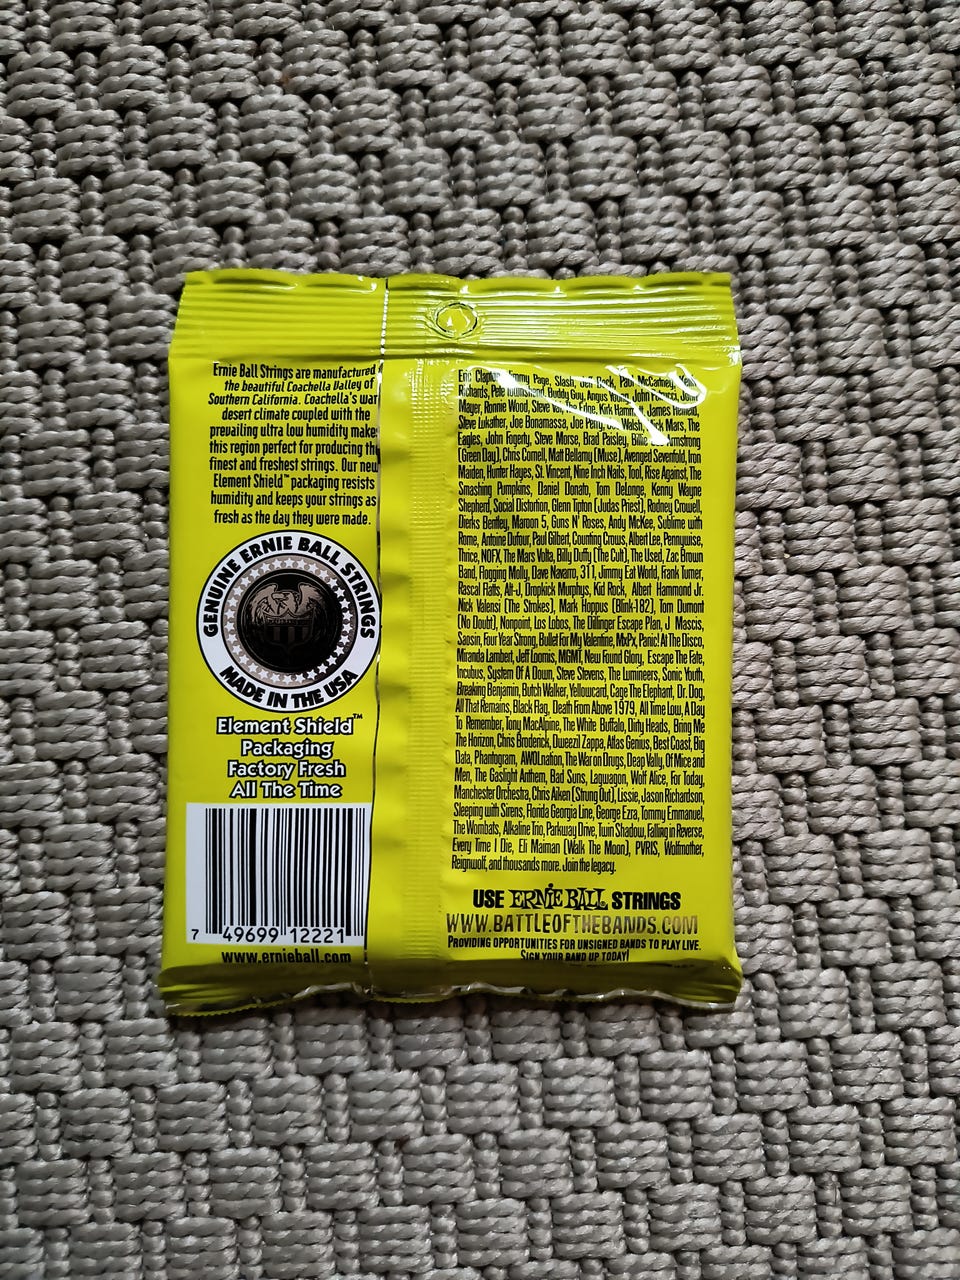 Ernie Ball Strings are manufactured
the beautiful Coachella Valley of
Southern California. Coachella's war
desert climate coupled with the
prevailing ultra low humidity makes
this region perfect for producing the
finest and freshest strings. Our new
Element Shield™ packaging resists
humidity and keeps your strings as
fresh as the day they were made.
GENUINE ERNIE BALL STRINGS
MADE IN THE USA
Element Shield™
Packaging
Factory Fresh
All The Time
7 49699 12221
www.ernieball.com
Eric Clapton, Jimmy Page, Slash, Jeff Beck, Paul McCartney, Keith
Richards, Pete Townshend, Buddy Guy, Angus Young, John Petrucci, John
Mayer, Ronnie Wood, Steve Vai, The Edge, Kirk Hammett, James Hetfield,
Steve Lukather, Joe Bonamassa, Joe Perry, Joe Walsh, Mick Mars, The
Eagles, John Fogerty, Steve Morse, Brad Paisley, Billie Joe Armstrong
(Green Day), Chris Cornell, Matt Bellamy (Muse), Avenged Sevenfold, Iron
Maiden, Hunter Hayes, St. Vincent, Nine Inch Nails, Tool, Rise Against, The
Smashing Pumpkins, Daniel Donato, Tom DeLonge, Kenny Wayne
Shepherd, Social Distortion, Glenn Tipton (Judas Priest), Rodney Crowell,
Dierks Bentley, Maroon 5, Guns N' Roses, Andy McKee, Sublime with
Rome, Antoine Dufour, Paul Gilbert, Counting Crows, Albert Lee, Pennywise,
Thrice, NOFX, The Mars Volta, Billy Duffy (The Cult), The Used, Zac Brown
Band, Flogging Molly, Dave Navarro, 311, Jimmy Eat World, Frank Turner,
Rascal Flatts, Alt-J, Dropkick Murphys, Kid Rock, Albert Hammond Jr.
Nick Valensi (The Strokes), Mark Hoppus (Blink-182), Tom Dumont
(No Doubt), Nonpoint, Los Lobos, The Dillinger Escape Plan, J Mascis,
Saosin, Four Year Strong, Bullet For My Valentine, MxPx, Panic! At The Disco,
Miranda Lambert, Jeff Loomis, MGMT, New Found Glory, Escape The Fate,
Incubus, System Of A Down, Steve Stevens, The Lumineers, Sonic Youth,
Breaking Benjamin, Butch Walker, Yellowcard, Cage The Elephant, Dr. Dog,
All That Remains, Black Flag, Death From Above 1979, All Time Low, A Day
To Remember, Tony MacAlpine, The White Buffalo, Dirty Heads, Bring Me
The Horizon, Chris Broderick, Dweezil Zappa, Atlas Genius, Best Coast, Big
Data, Phantogram, AWOLnation, The War on Drugs, Deap Vally, Of Mice and
Men, The Gaslight Anthem, Bad Suns, Lagwagon, Wolf Alice, For Today,
Manchester Orchestra, Chris Aiken (Strung Out), Lissie, Jason Richardson,
Sleeping with Sirens, Florida Georgia Line, George Ezra, Tommy Emmanuel,
The Wombats, Alkaline Trio, Parkway Drive, Twin Shadow, Falling in Reverse,
Every Time I Die, Eli Maiman (Walk The Moon), PVRIS, Wolfmother,
Reignwolf, and thousands more. Join the legacy.
USE ERNIE BALL STRINGS
WWW.BATTLEOFTHEBANDS.COM
PROVIDING OPPORTUNITIES FOR UNSIGNED BANDS TO PLAY LIVE.
SIGN YOUR BAND UP TODAY!